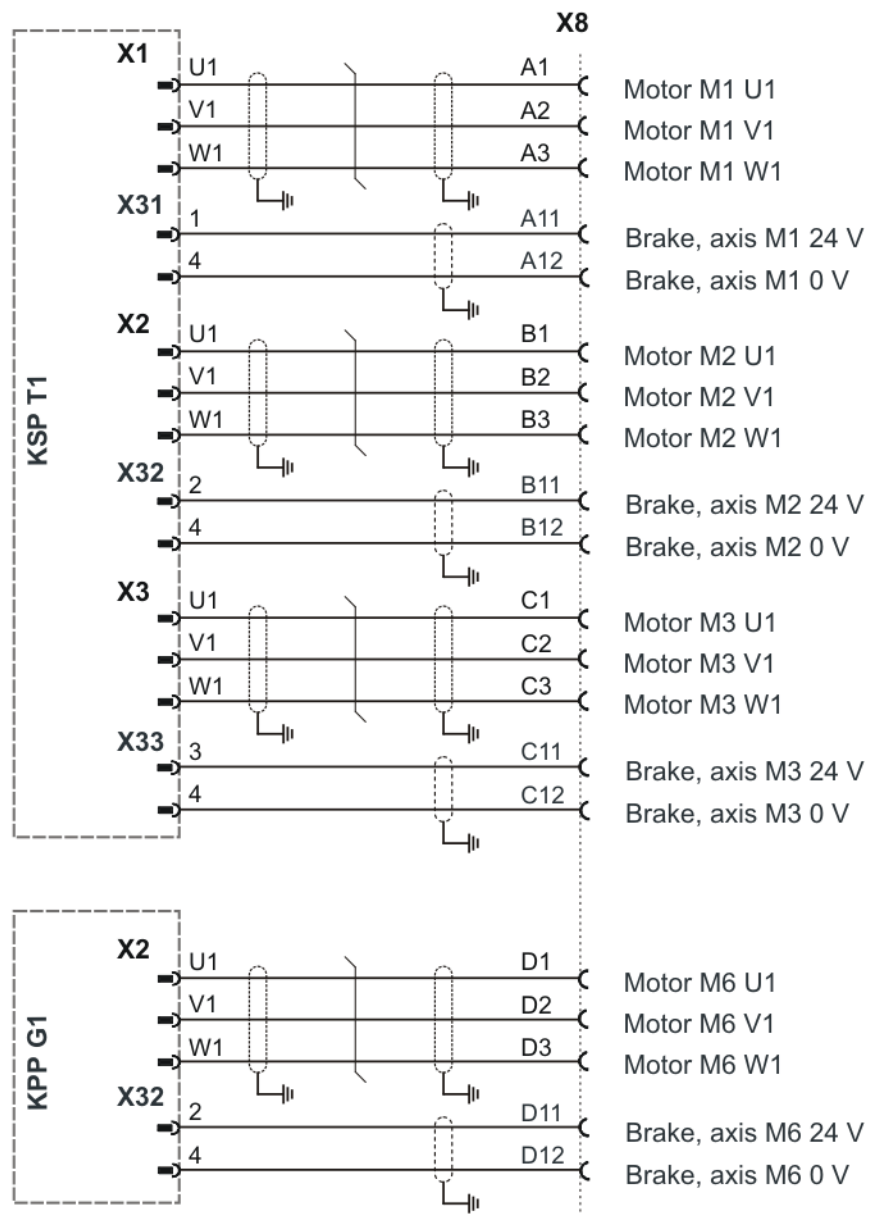 X8
X1
U1 A1 Motor M1 U1
V1 A2 Motor M1 V1
W1 A3 Motor M1 W1
X31
1 A11 Brake, axis M1 24 V
4 A12 Brake, axis M1 0 V
X2
U1 B1 Motor M2 U1
V1 B2 Motor M2 V1
W1 B3 Motor M2 W1
KSP T1
X32
2 B11 Brake, axis M2 24 V
4 B12 Brake, axis M2 0 V
X3
U1 C1 Motor M3 U1
V1 C2 Motor M3 V1
W1 C3 Motor M3 W1
X33
3 C11 Brake, axis M3 24 V
4 C12 Brake, axis M3 0 V
X2
U1 D1 Motor M6 U1
V1 D2 Motor M6 V1
W1 D3 Motor M6 W1
KPP G1
X32
2 D11 Brake, axis M6 24 V
4 D12 Brake, axis M6 0 V